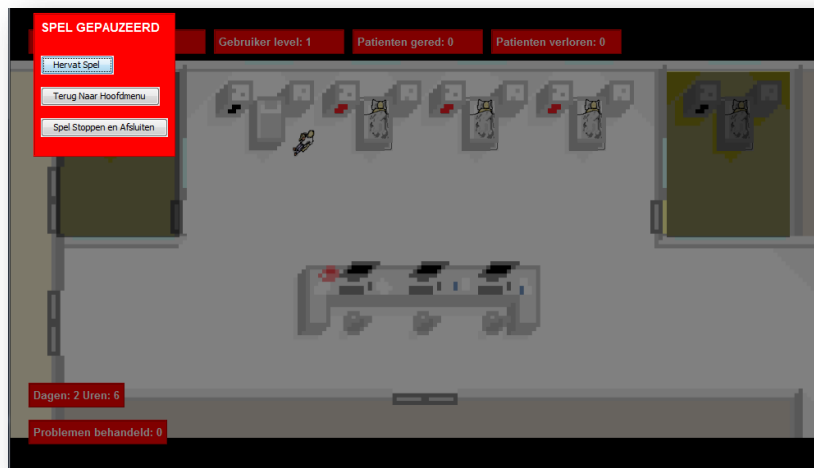 SPEL GEPAUZEERD
Gebruiker level: 1
Patienten gered: 0
Patienten verloren: 0
Hervat Spel
Terug Naar Hoofdmenu
Spel Stoppen en Afsluiten
Dagen: 2 Uren: 6
Problemen behandeld: 0